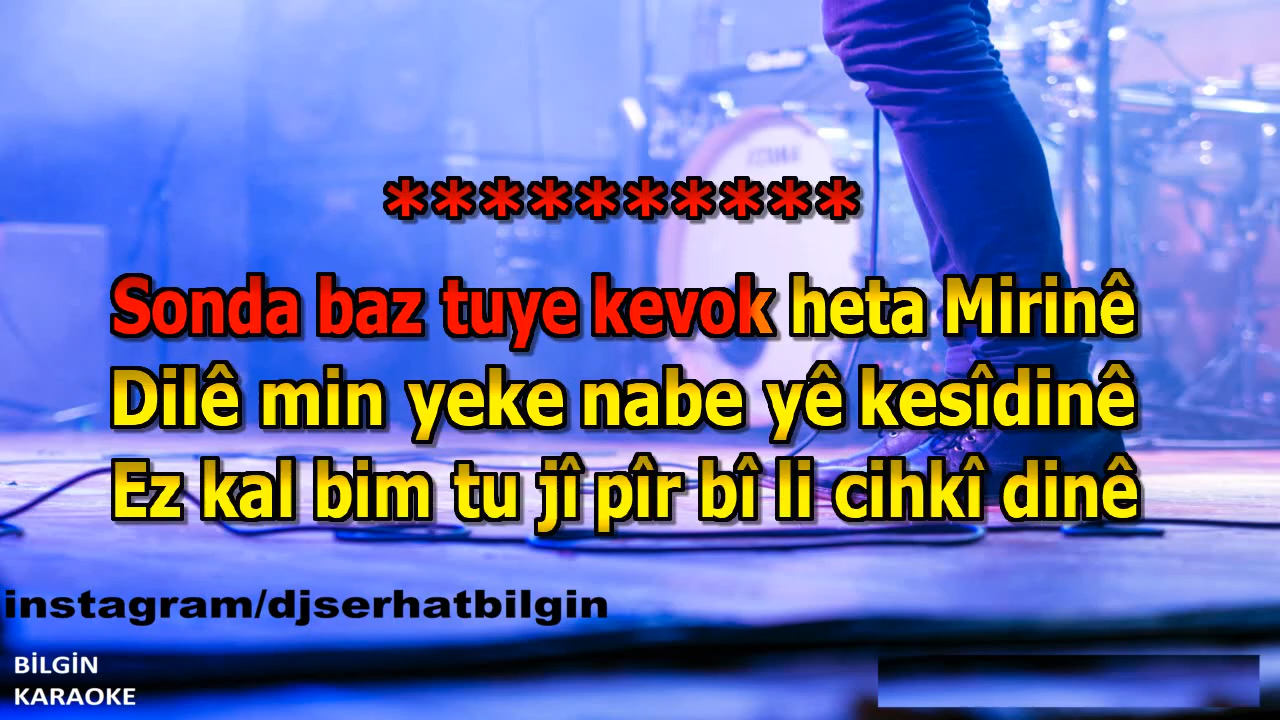 **********
Sonda baz tuye kevok heta Mirinê
Dilê min yeke nabe yê kesîdinê
Ez kal bim tu jî pîr bî li cihkî dinê
instagram/djserhatbilgin
BİLGİN
KARAOKE